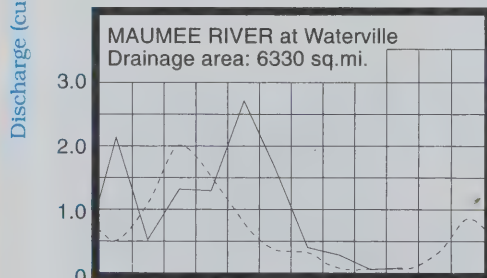 Discharge (cu
MAUMEE RIVER at Waterville
Drainage area: 6330 sq.mi.
3.0
2.0
1.0
0